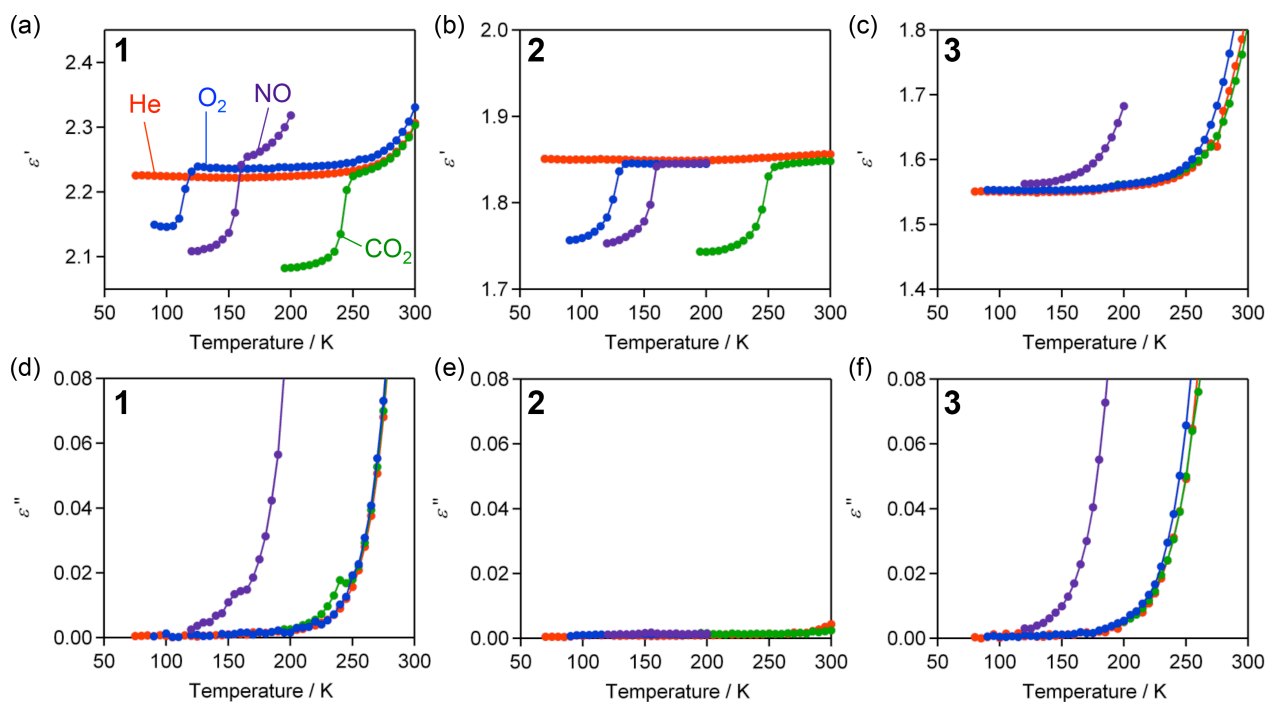 (a)
1
He
O2
NO
CO2
ε'
2.4
2.3
2.2
2.1
50 100 150 200 250 300
Temperature / K
(b)
2
ε'
2.0
1.9
1.8
1.7
50 100 150 200 250 300
Temperature / K
(c)
3
ε'
1.8
1.7
1.6
1.5
1.4
50 100 150 200 250 300
Temperature / K
(d)
1
ε"
0.08
0.06
0.04
0.02
0.00
50 100 150 200 250 300
Temperature / K
(e)
2
ε"
0.08
0.06
0.04
0.02
0.00
50 100 150 200 250 300
Temperature / K
(f)
3
ε"
0.08
0.06
0.04
0.02
0.00
50 100 150 200 250 300
Temperature / K